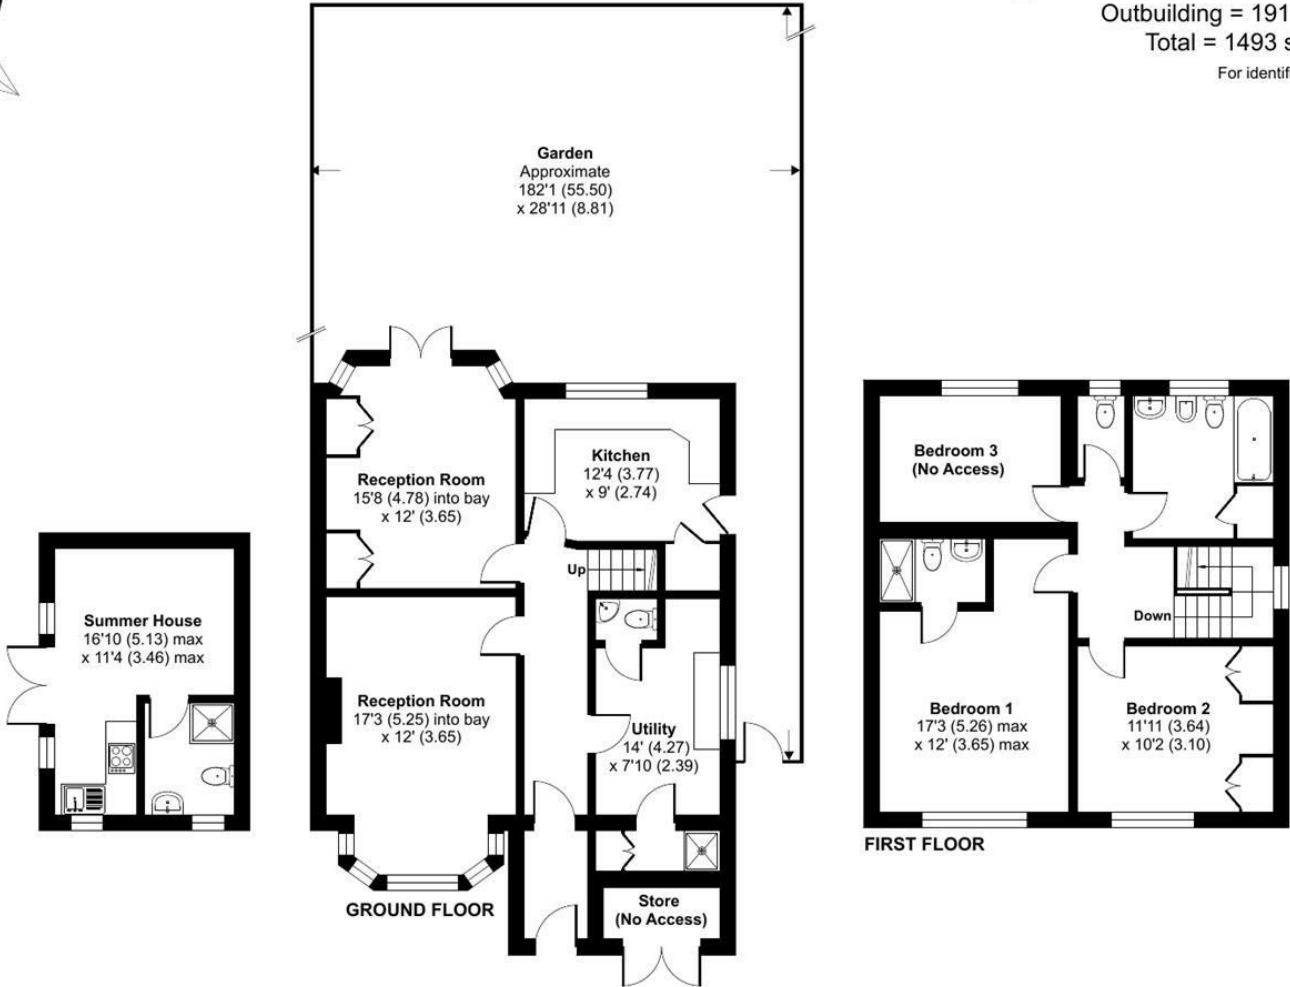 Outbuilding = 191
Total = 1493 s
For identif
Garden
Approximate
182'1 (55.50)
x 28'11 (8.81)
Kitchen
12'4 (3.77)
x 9' (2.74)
Reception Room
15'8 (4.78) into bay
x 12' (3.65)
Up
Bedroom 3
(No Access)
Summer House
16'10 (5.13) max
x 11'4 (3.46) max
Down
Reception Room
17'3 (5.25) into bay
x 12' (3.65)
Utility
14' (4.27)
x 7'10 (2.39)
Bedroom 1
17'3 (5.26) max
x 12' (3.65) max
Bedroom 2
11'11 (3.64)
x 10'2 (3.10)
FIRST FLOOR
GROUND FLOOR
Store
(No Access)